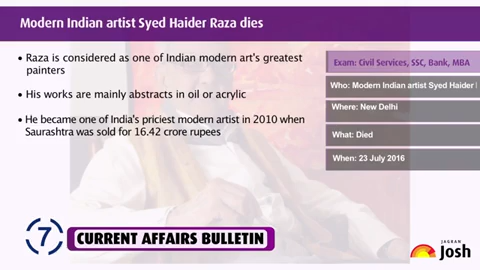 Modern Indian artist Syed Haider Raza dies
• Raza is considered as one of Indian modern art's greatest
painters
• His works are mainly abstracts in oil or acrylic
• He became one of India's priciest modern artist in 2010 when
Saurashtra was sold for 16.42 crore rupees
Exam: Civil Services, SSC, Bank, MBA
Who: Modern Indian artist Syed Haider
Where: New Delhi
What: Died
When: 23 July 2016
7 CURRENT AFFAIRS BULLETIN
JAGRAN
Josh